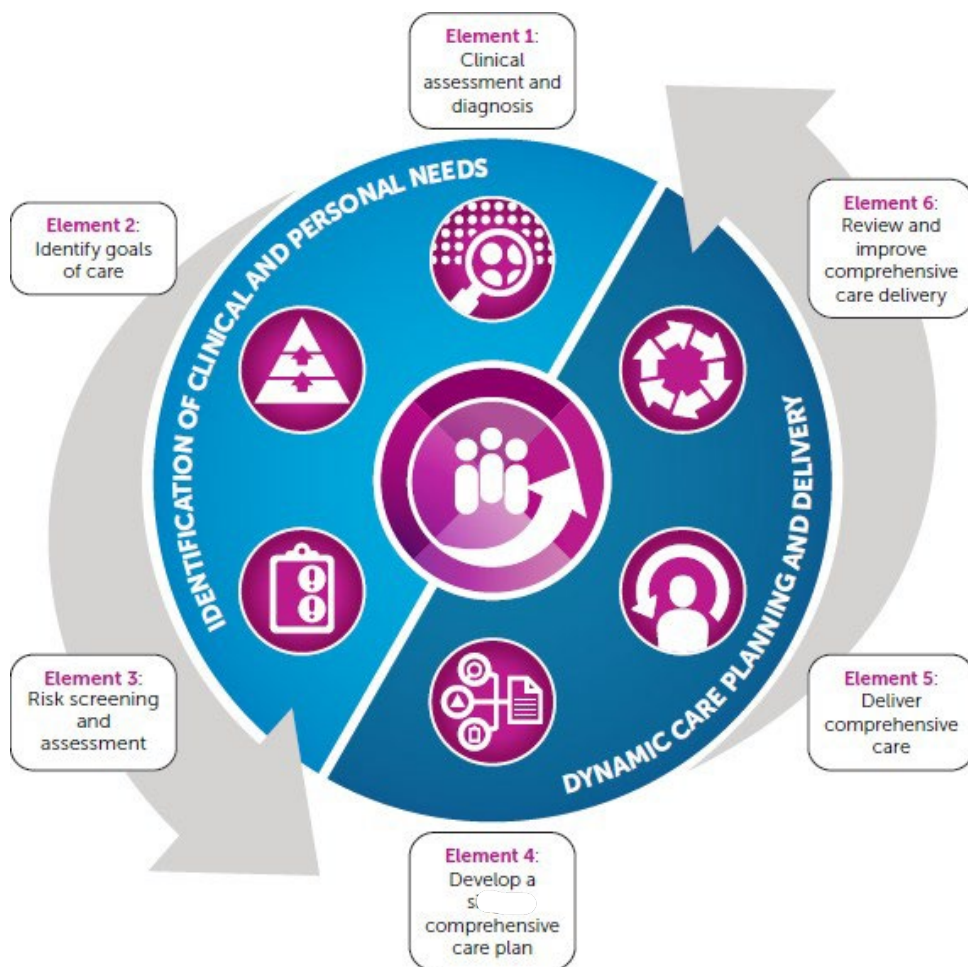 Element 1:
Clinical
assessment and
diagnosis
IDENTIFICATION OF CLINICAL AND PERSONAL NEEDS
Element 2:
Identify goals
of care
Element 6:
Review and
improve
comprehensive
care delivery
DYNAMIC CARE PLANNING AND DELIVERY
Element 3:
Risk screening
and
assessment
Element 5:
Deliver
comprehensive
care
Element 4:
Develop a
comprehensive
care plan